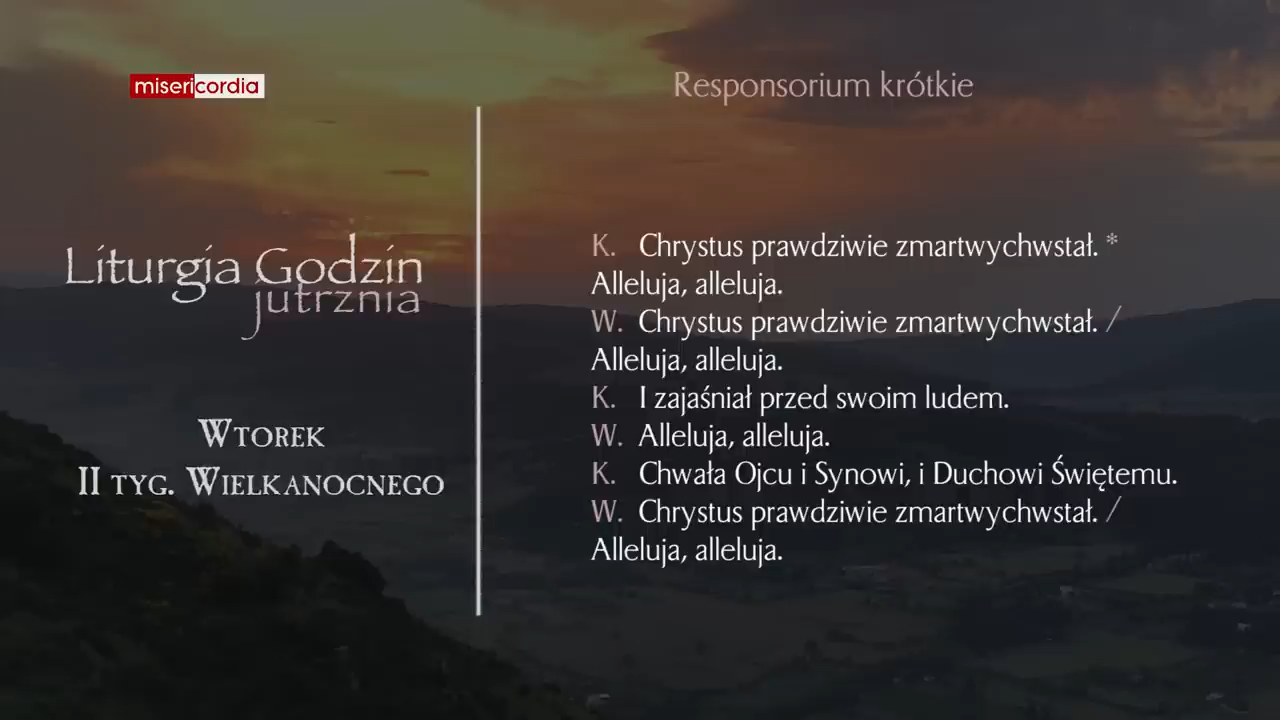 misericordia
Responsorium krótkie
Liturgia Godzin
jutrznia
Wtorek
II tyg. Wielkanocnego
K. Chrystus prawdziwie zmartwychwstał. *
Alleluja, alleluja.
W. Chrystus prawdziwie zmartwychwstał. /
Alleluja, alleluja.
K. I zajaśniał przed swoim ludem.
W. Alleluja, alleluja.
K. Chwała Ojcu i Synowi, i Duchowi Świętemu.
W. Chrystus prawdziwie zmartwychwstał. /
Alleluja, alleluja.